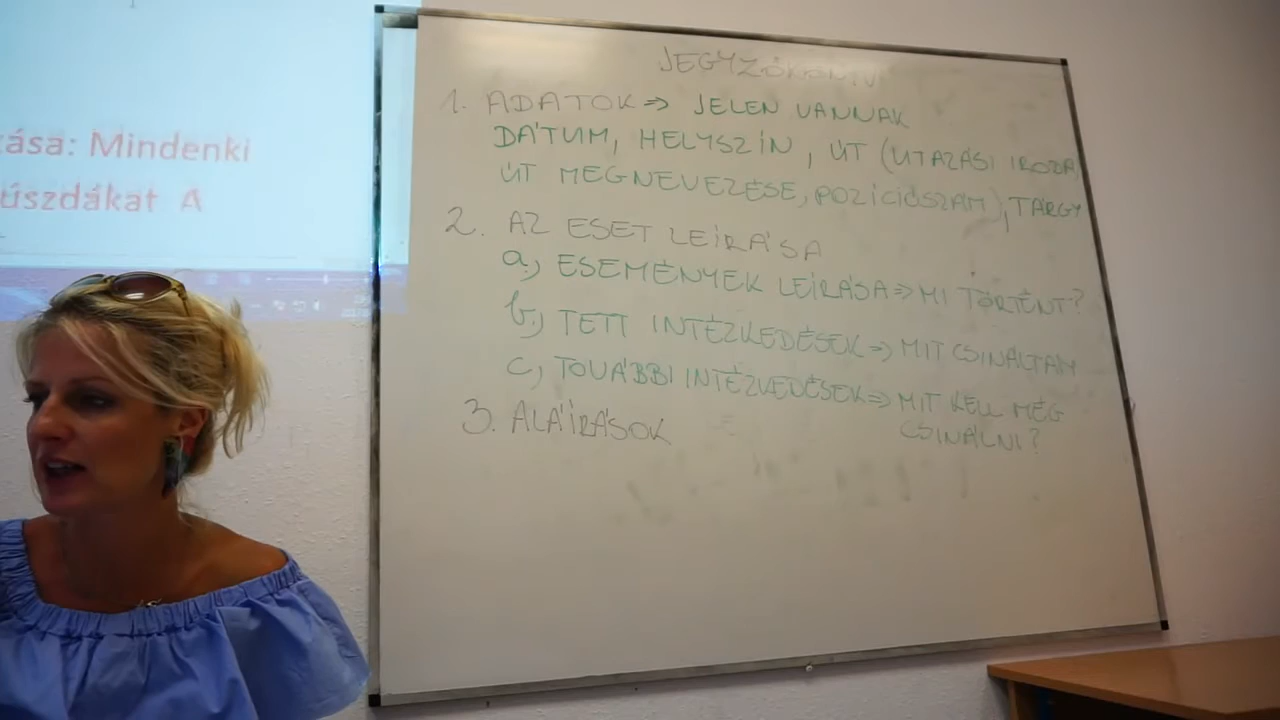 tása: Mindenki
úszdákat A
JEGYZŐKÖNYV
1. ADATOK => JELEN VANNAK
DÁTUM, HELYSZÍN, ÚT (UTAZÁSI IRODA,
ÚT MEGNEVEZÉSE, POZÍCIÓSZÁM), TÁRGY
2. AZ ESET LEÍRÁSA
a.) ESEMÉNYEK LEÍRÁSA => MI TÖRTÉNT?
b.) TETT INTÉZKEDÉSEK => MIT CSINÁLTAM
c.) TOVÁBBI INTÉZKEDÉSEK => MIT KELL MÉG
CSINÁLNI?
3. ALÁÍRÁSOK